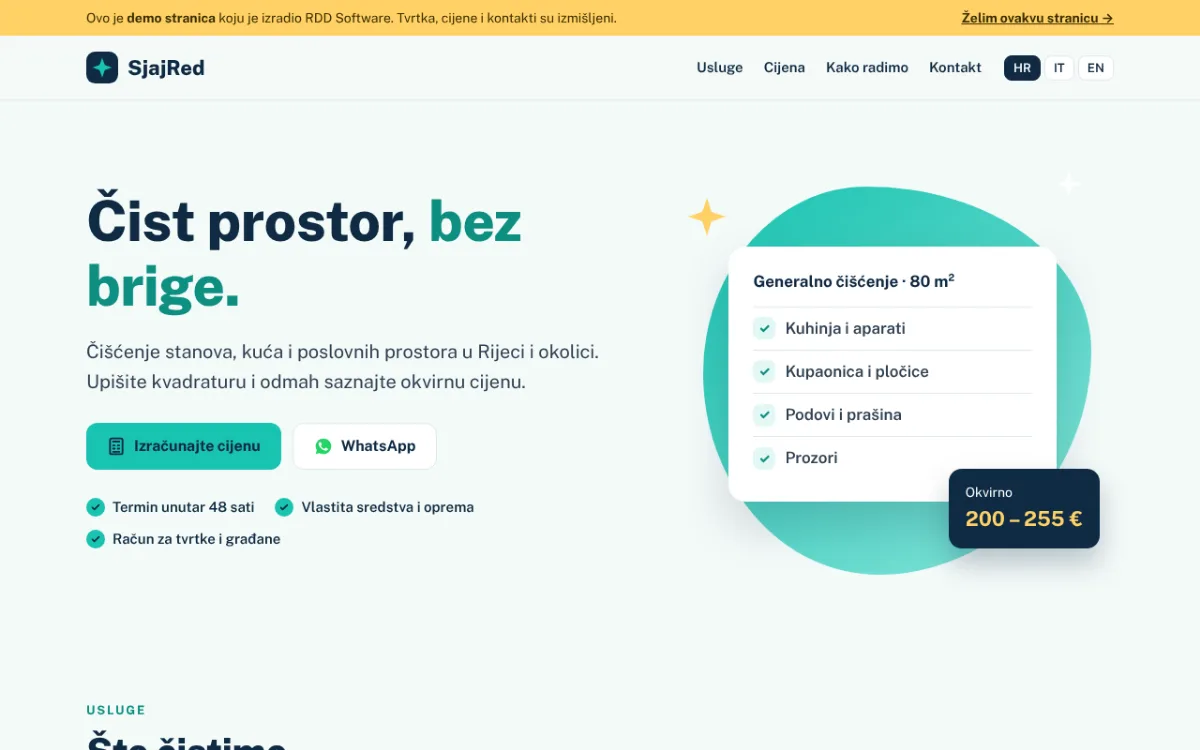 Ovo je demo stranica koju je izradio RDD Software. Tvrtka, cijene i kontakti su izmišljeni.
Želim ovakvu stranicu →
SjajRed
Usluge
Cijena
Kako radimo
Kontakt
HR
IT
EN
Čist prostor, bez
brige.
Čišćenje stanova, kuća i poslovnih prostora u Rijeci i okolici.
Upišite kvadraturu i odmah saznajte okvirnu cijenu.
Izračunajte cijenu
WhatsApp
Termin unutar 48 sati
Vlastita sredstva i oprema
Račun za tvrtke i građane
Generalno čišćenje · 80 m²
Kuhinja i aparati
Kupaonica i pločice
Podovi i prašina
Prozori
Okvirno
200 – 255 €
USLUGE
Što čistimo